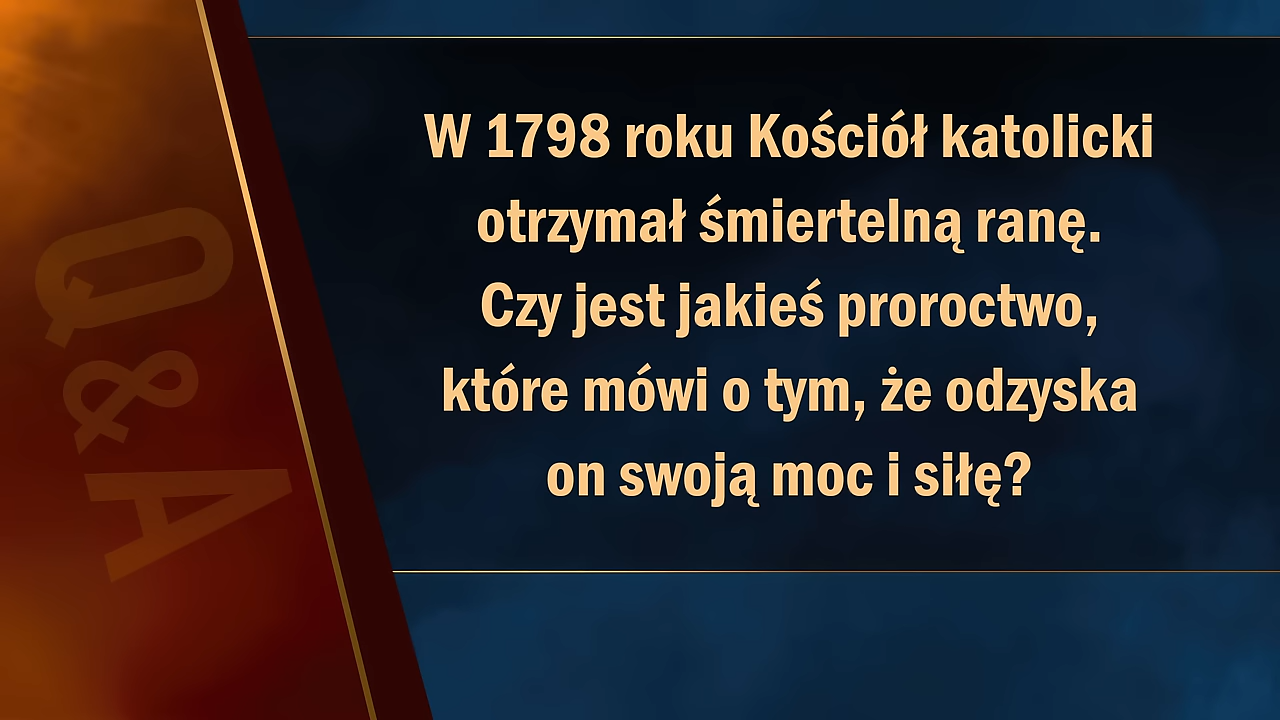 Q & A
W 1798 roku Kościół katolicki
otrzymał śmiertelną ranę.
Czy jest jakieś proroctwo,
które mówi o tym, że odzyska
on swoją moc i siłę?